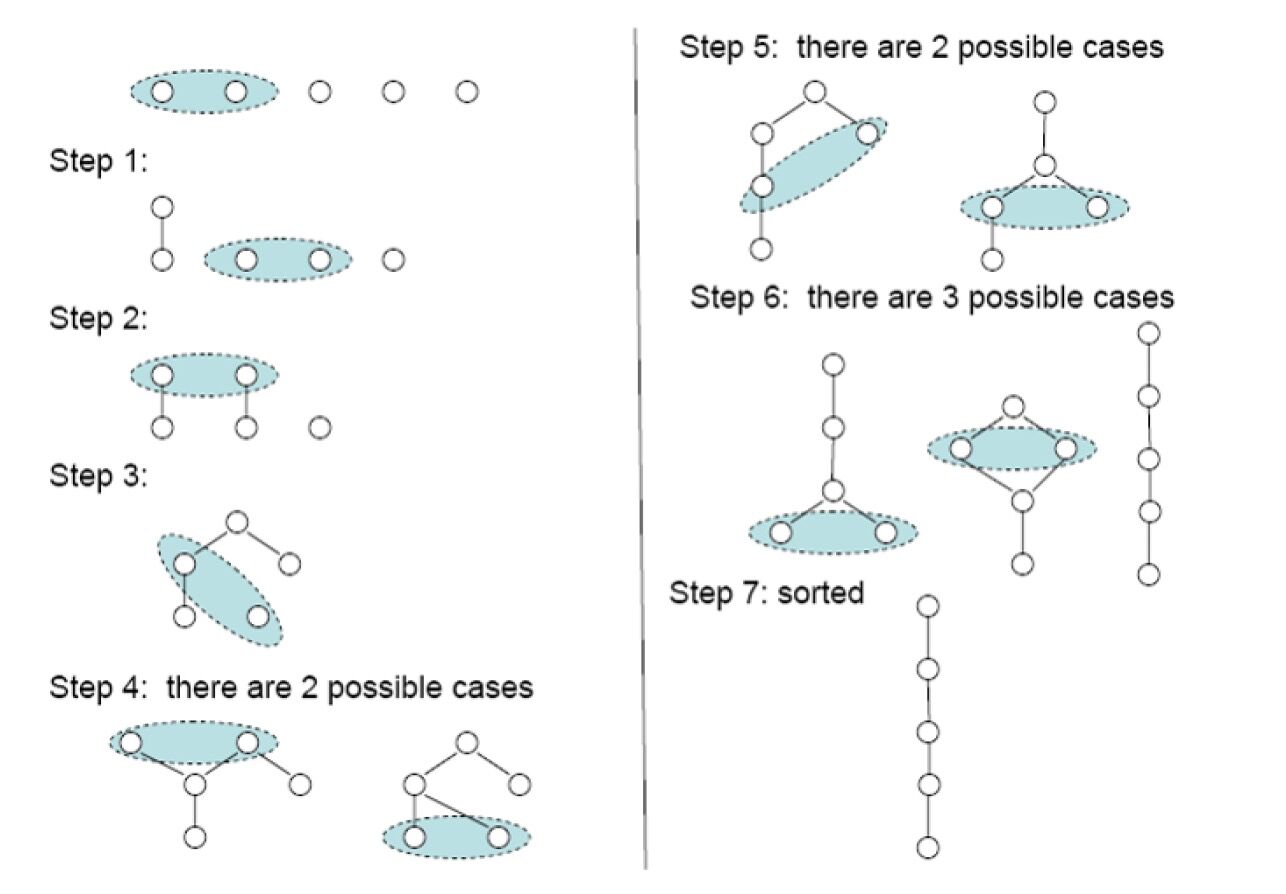 Step 1:
Step 2:
Step 3:
Step 4: there are 2 possible cases
Step 5: there are 2 possible cases
Step 6: there are 3 possible cases
Step 7: sorted